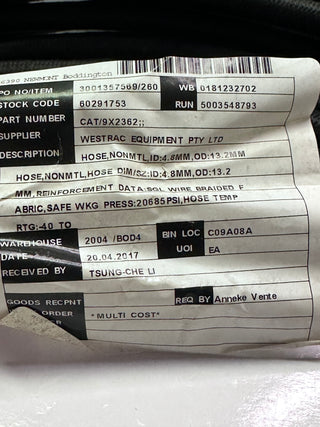 6390 NEWMONT Boddington
PO NO/ITEM 3001357569/260 WB 0181232702
STOCK CODE 60291753 RUN 5003548793
PART NUMBER CAT/9X2362;;
SUPPLIER WESTRAC EQUIPMENT PTY LTD
DESCRIPTION HOSE,NONMTL,ID:4.8MM,OD:13.2MM
HOSE,NONMTL,HOSE DIM/SZ:ID:4.8MM,OD:13.2
MM,REINFORCEMENT DATA:SGL WIRE BRAIDED F
ABRIC,SAFE WKG PRESS:20685PSI,HOSE TEMP
RTG:-40 TO
WAREHOUSE 2004 /BOD4 BIN LOC C09A08A
DATE 20.04.2017 UOI EA
RECEIVED BY TSUNG-CHE LI
GOODS RECPNT REQ BY Anneke Vente
ORDER *MULTI COST*
R